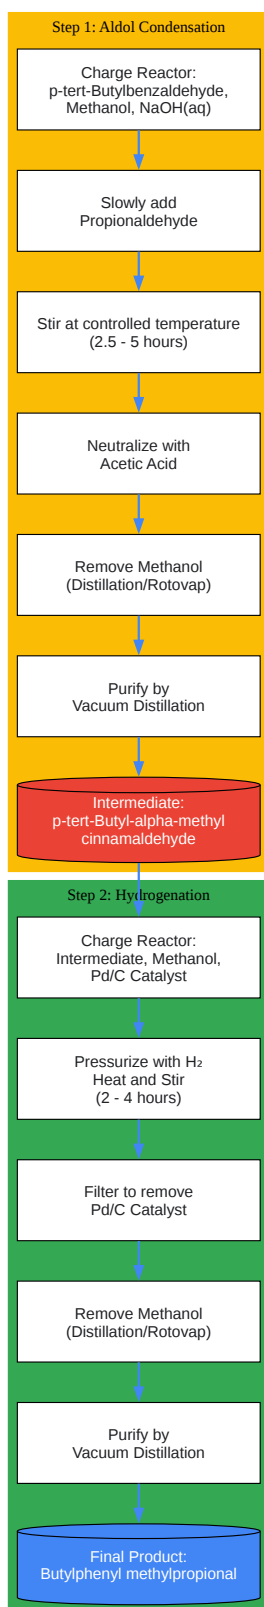 Step 1: Aldol Condensation
Charge Reactor:
p-tert-Butylbenzaldehyde,
Methanol, NaOH(aq)
Slowly add
Propionaldehyde
Stir at controlled temperature
(2.5 - 5 hours)
Neutralize with
Acetic Acid
Remove Methanol
(Distillation/Rotovap)
Purify by
Vacuum Distillation
Intermediate:
p-tert-Butyl-alpha-methyl
cinnamaldehyde
Step 2: Hydrogenation
Charge Reactor:
Intermediate, Methanol,
Pd/C Catalyst
Pressurize with H₂
Heat and Stir
(2 - 4 hours)
Filter to remove
Pd/C Catalyst
Remove Methanol
(Distillation/Rotovap)
Purify by
Vacuum Distillation
Final Product:
Butylphenyl methylpropional